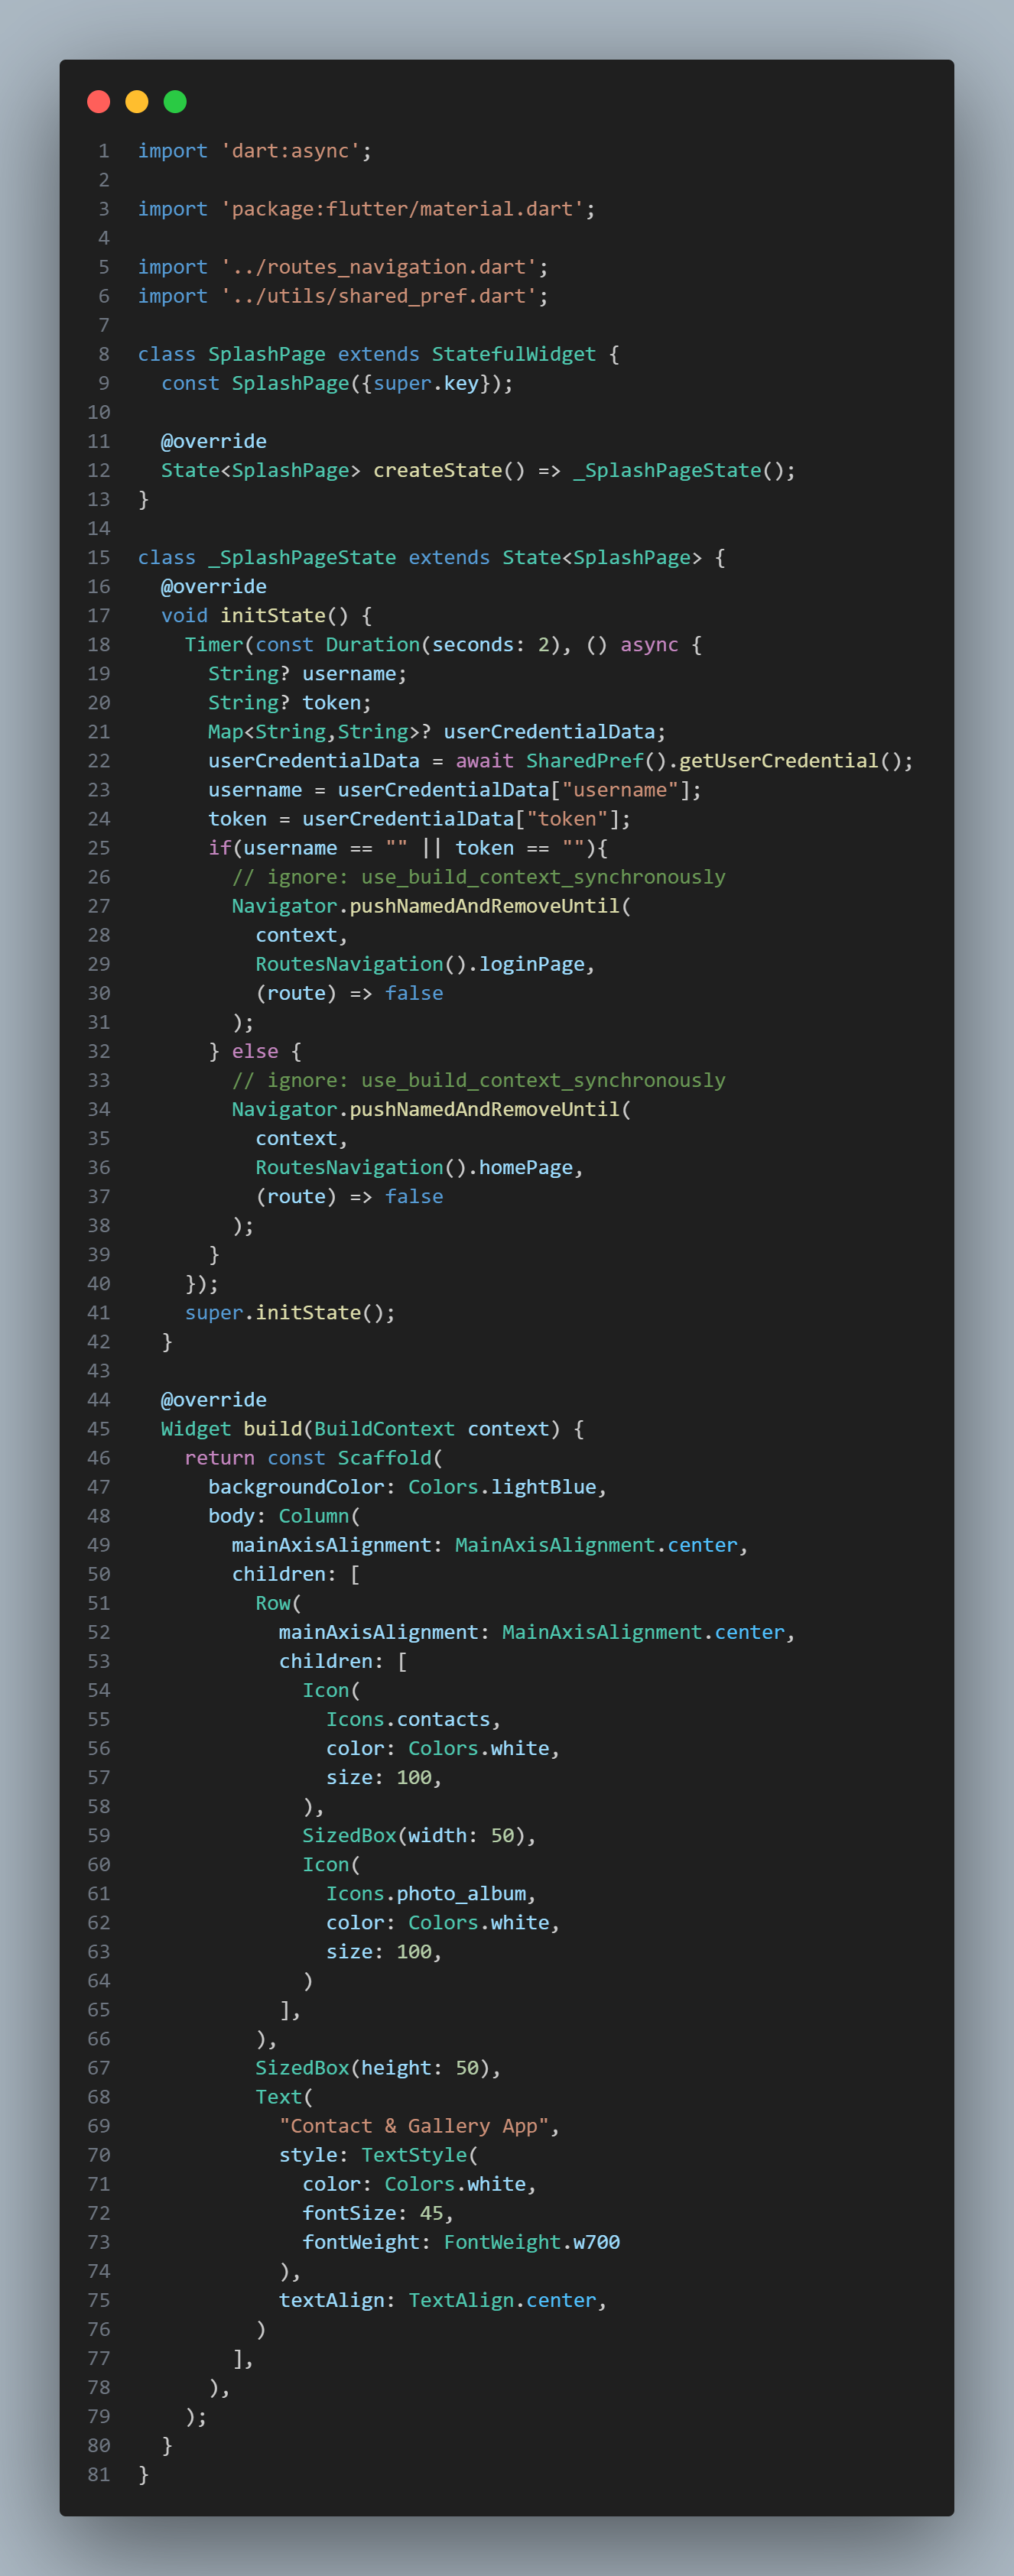 1 import 'dart:async';
2
3 import 'package:flutter/material.dart';
4
5 import '../routes_navigation.dart';
6 import '../utils/shared_pref.dart';
7
8 class SplashPage extends StatefulWidget {
9   const SplashPage({super.key});
10
11   @override
12   State<SplashPage> createState() => _SplashPageState();
13 }
14
15 class _SplashPageState extends State<SplashPage> {
16   @override
17   void initState() {
18     Timer(const Duration(seconds: 2), () async {
19       String? username;
20       String? token;
21       Map<String,String>? userCredentialData;
22       userCredentialData = await SharedPref().getUserCredential();
23       username = userCredentialData["username"];
24       token = userCredentialData["token"];
25       if(username == "" || token == ""){
26         // ignore: use_build_context_synchronously
27         Navigator.pushNamedAndRemoveUntil(
28           context,
29           RoutesNavigation().loginPage,
30           (route) => false
31         );
32       } else {
33         // ignore: use_build_context_synchronously
34         Navigator.pushNamedAndRemoveUntil(
35           context,
36           RoutesNavigation().homePage,
37           (route) => false
38         );
39       }
40     });
41     super.initState();
42   }
43
44   @override
45   Widget build(BuildContext context) {
46     return const Scaffold(
47       backgroundColor: Colors.lightBlue,
48       body: Column(
49         mainAxisAlignment: MainAxisAlignment.center,
50         children: [
51           Row(
52             mainAxisAlignment: MainAxisAlignment.center,
53             children: [
54               Icon(
55                 Icons.contacts,
56                 color: Colors.white,
57                 size: 100,
58               ),
59               SizedBox(width: 50),
60               Icon(
61                 Icons.photo_album,
62                 color: Colors.white,
63                 size: 100,
64               )
65             ],
66           ),
67           SizedBox(height: 50),
68           Text(
69             "Contact & Gallery App",
70             style: TextStyle(
71               color: Colors.white,
72               fontSize: 45,
73               fontWeight: FontWeight.w700
74             ),
75             textAlign: TextAlign.center,
76           )
77         ],
78       ),
79     );
80   }
81 }